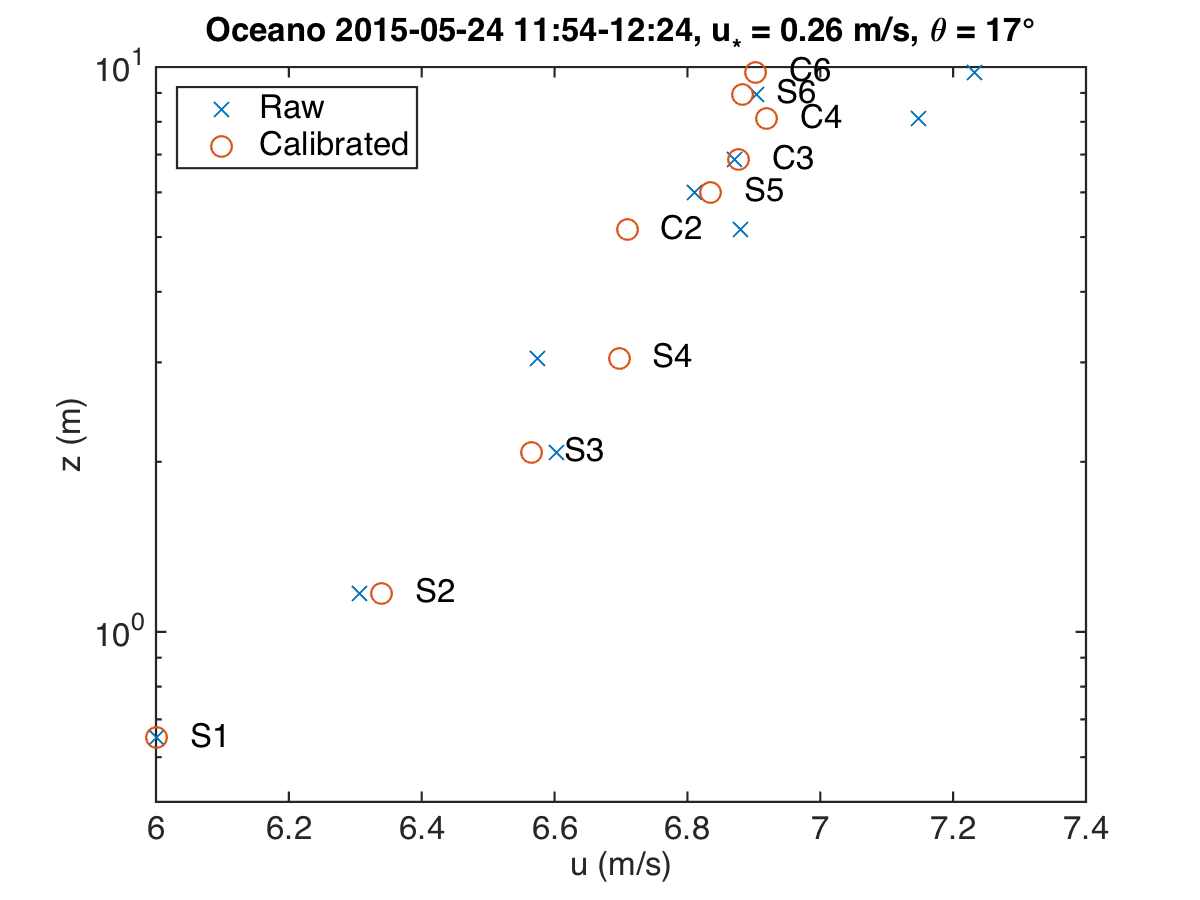 Oceano 2015-05-24 11:54-12:24, u* = 0.26 m/s, θ = 17°
10^1
Raw
Calibrated
C6
S6
C4
C3
S5
C2
S4
S3
S2
10^0
S1
z (m)
6 6.2 6.4 6.6 6.8 7 7.2 7.4
u (m/s)